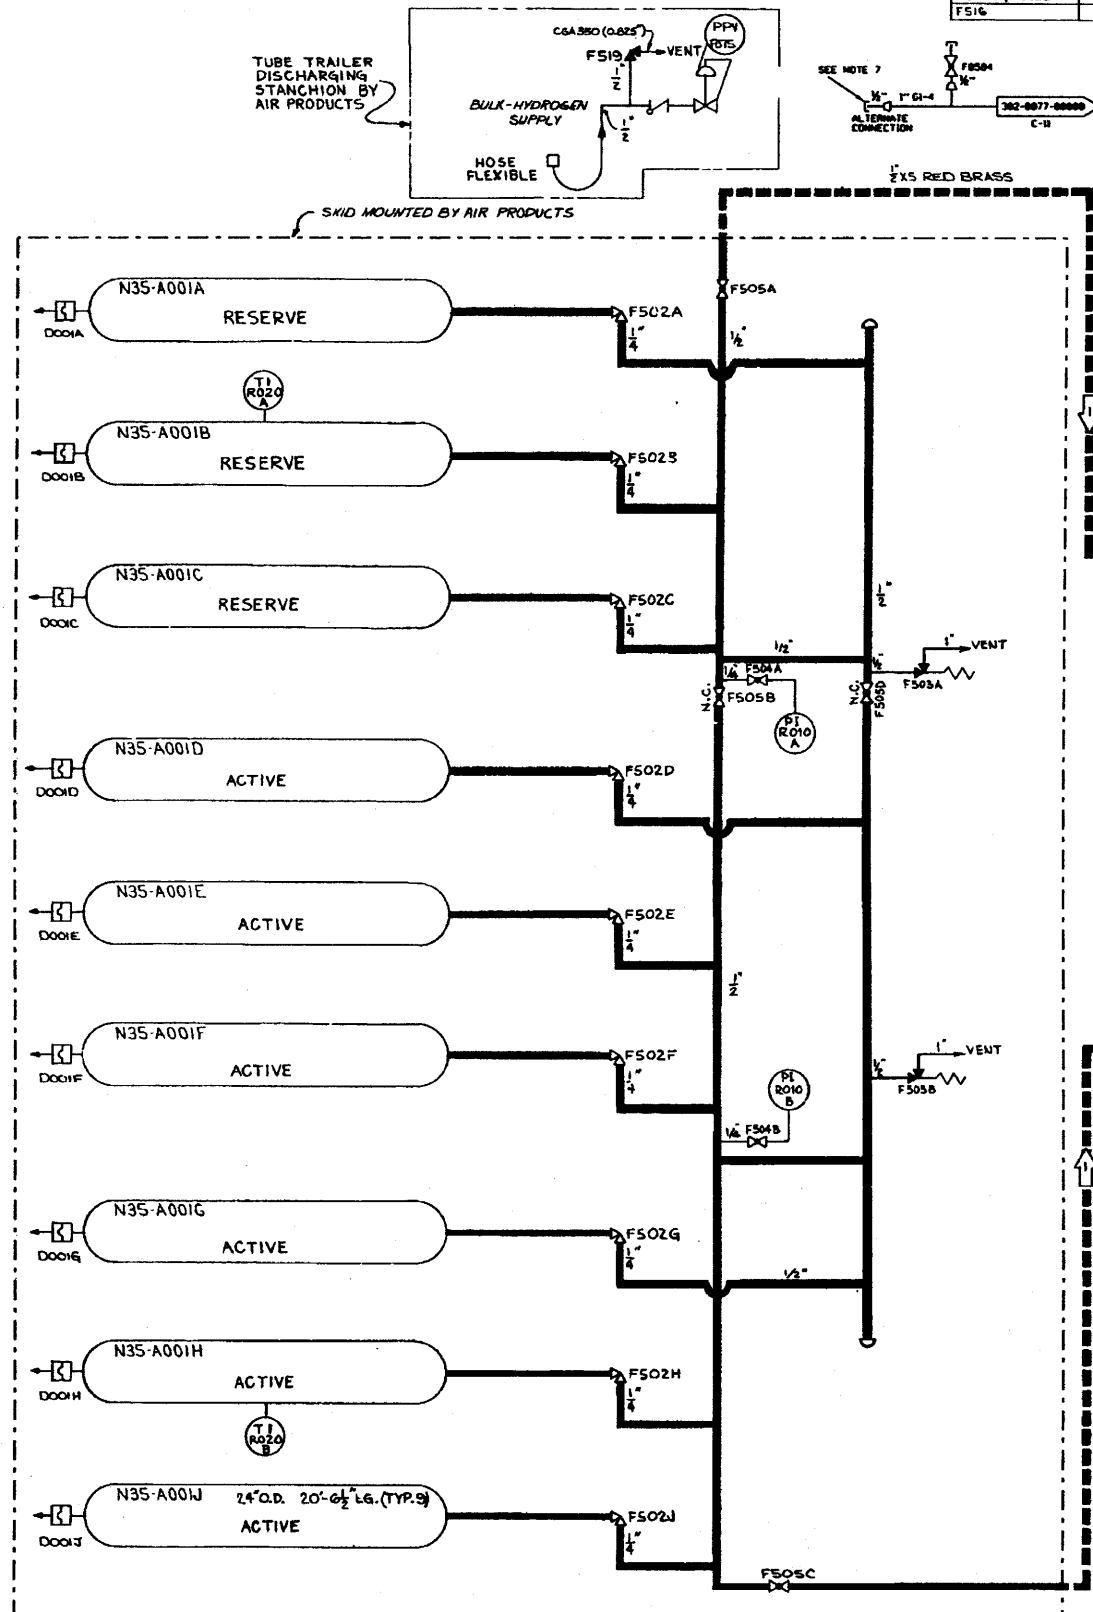 F516
CGA350 (0.825")
F519
VENT
PPV
1/2"
TUBE TRAILER
DISCHARGING
STANCHION BY
AIR PRODUCTS
BULK-HYDROGEN
SUPPLY
1/2"
HOSE
FLEXIBLE
SEE NOTE 7
1/2"
1" G1-4
1/2"
ALTERNATE
CONNECTION
C-11
1/2" X S RED BRASS
SKID MOUNTED BY AIR PRODUCTS
N35-A001A
RESERVE
D001A
F502A
1/4"
F505A
1/2"
TI
R020
A
N35-A001B
RESERVE
D001B
F502B
1/4"
N35-A001C
RESERVE
D001C
F502C
1/4"
1/2"
1/2"
1"
VENT
1/2"
F503A
1/4"
F504A
N.C.
F505B
N.C.
F505D
PI
R010
A
N35-A001D
ACTIVE
D001D
F502D
1/4"
N35-A001E
ACTIVE
D001E
F502E
1/4"
1/2"
N35-A001F
ACTIVE
D001F
F502F
1/4"
PI
R010
B
1/4"
F504B
1"
VENT
1/2"
F503B
N35-A001G
ACTIVE
D001G
F502G
1/4"
1/2"
N35-A001H
ACTIVE
D001H
F502H
1/4"
TI
R020
B
N35-A001J 24" O.D. 20'-6 1/2" LG. (TYP. 9)
ACTIVE
D001J
F502J
1/4"
F505C